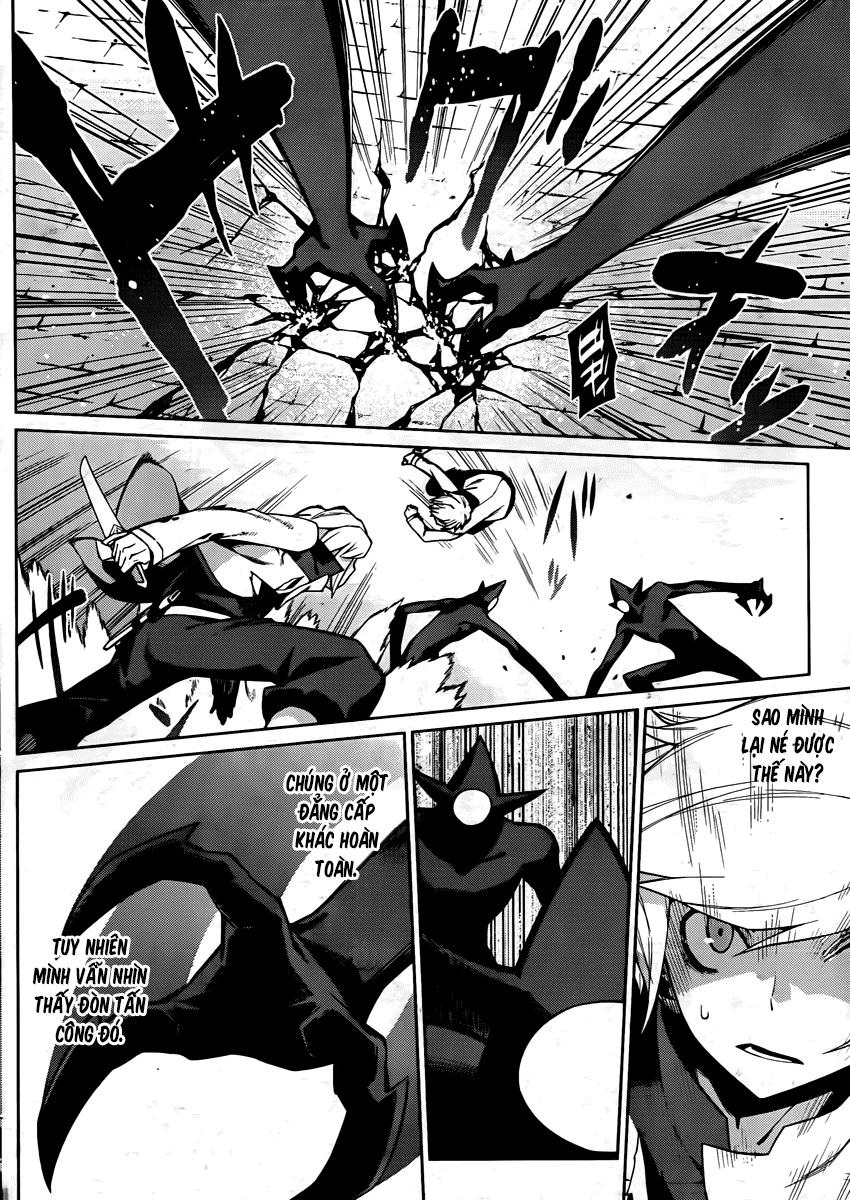 SAO MÌNH
LẠI NÉ ĐƯỢC
THẾ NÀY?
CHÚNG Ở MỘT
ĐẲNG CẤP
KHÁC HOÀN
TOÀN.
TUY NHIÊN
MÌNH VẪN NHÌN
THẤY ĐÒN TẤN
CÔNG ĐÓ.